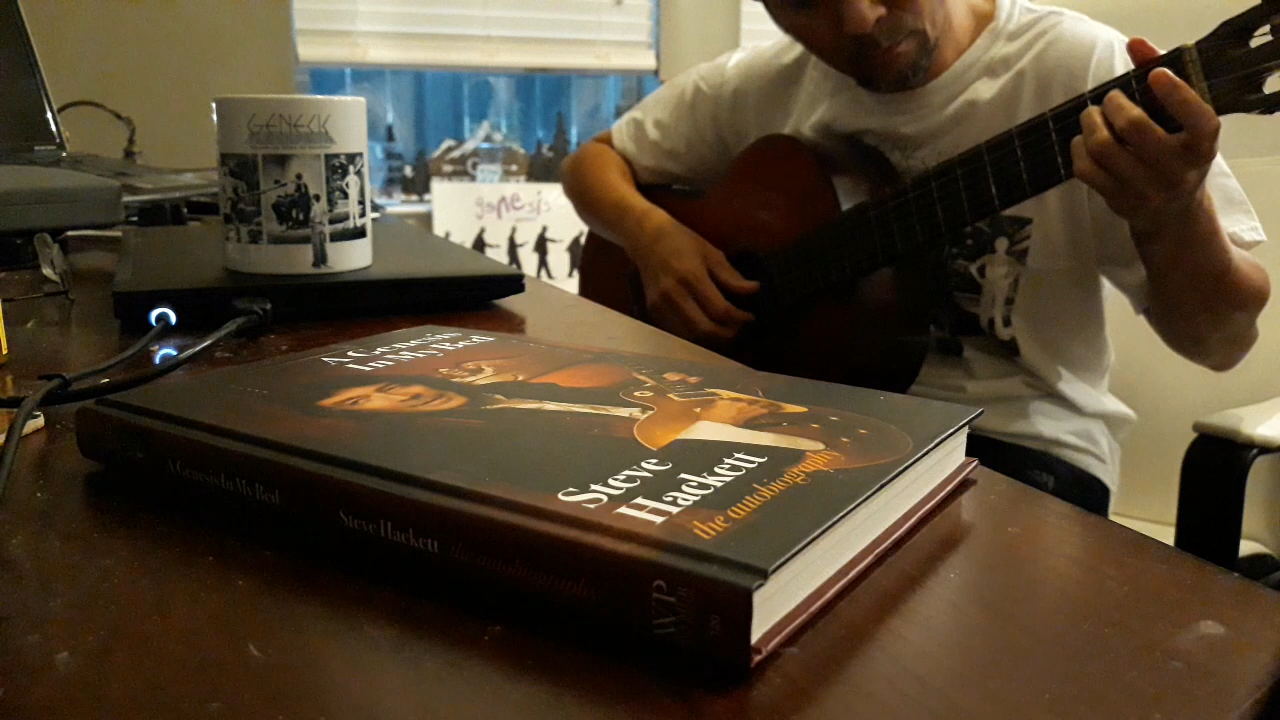 GENESIS
genesis
A Genesis
In My Bed
Steve
Hackett
the autobiography
A Genesis In My Bed
Steve Hackett the autobiography
WP